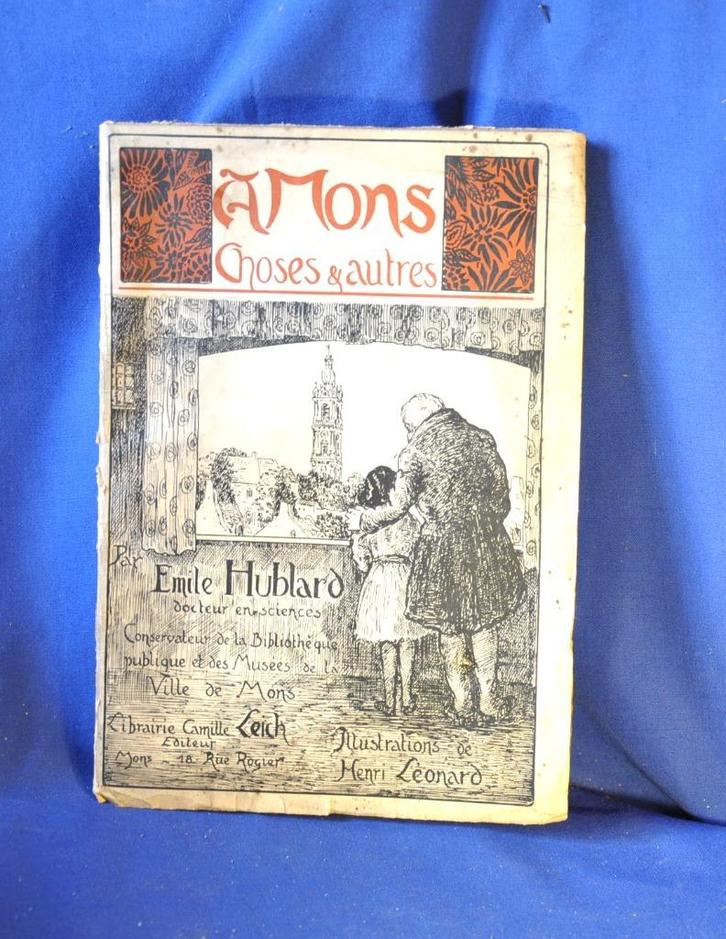 À Mons
Choses & autres
Par
Emile Hublard
docteur en sciences
Conservateur de la Bibliothèque
publique et des Musées de la
Ville de Mons
Librairie Camille Leich
Editeur
Mons - 18 Rue Rogier
Illustrations de
Henri Léonard